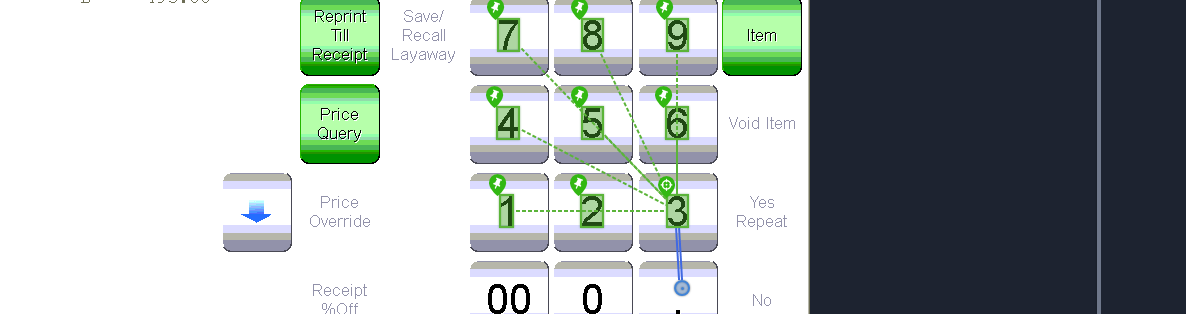 Reprint
Till
Receipt
Save/
Recall
Layaway
7
8
9
Item
Price
Query
4
5
6
Void Item
Price
Override
1
2
3
Yes
Repeat
Receipt
%Off
00
0
.
No